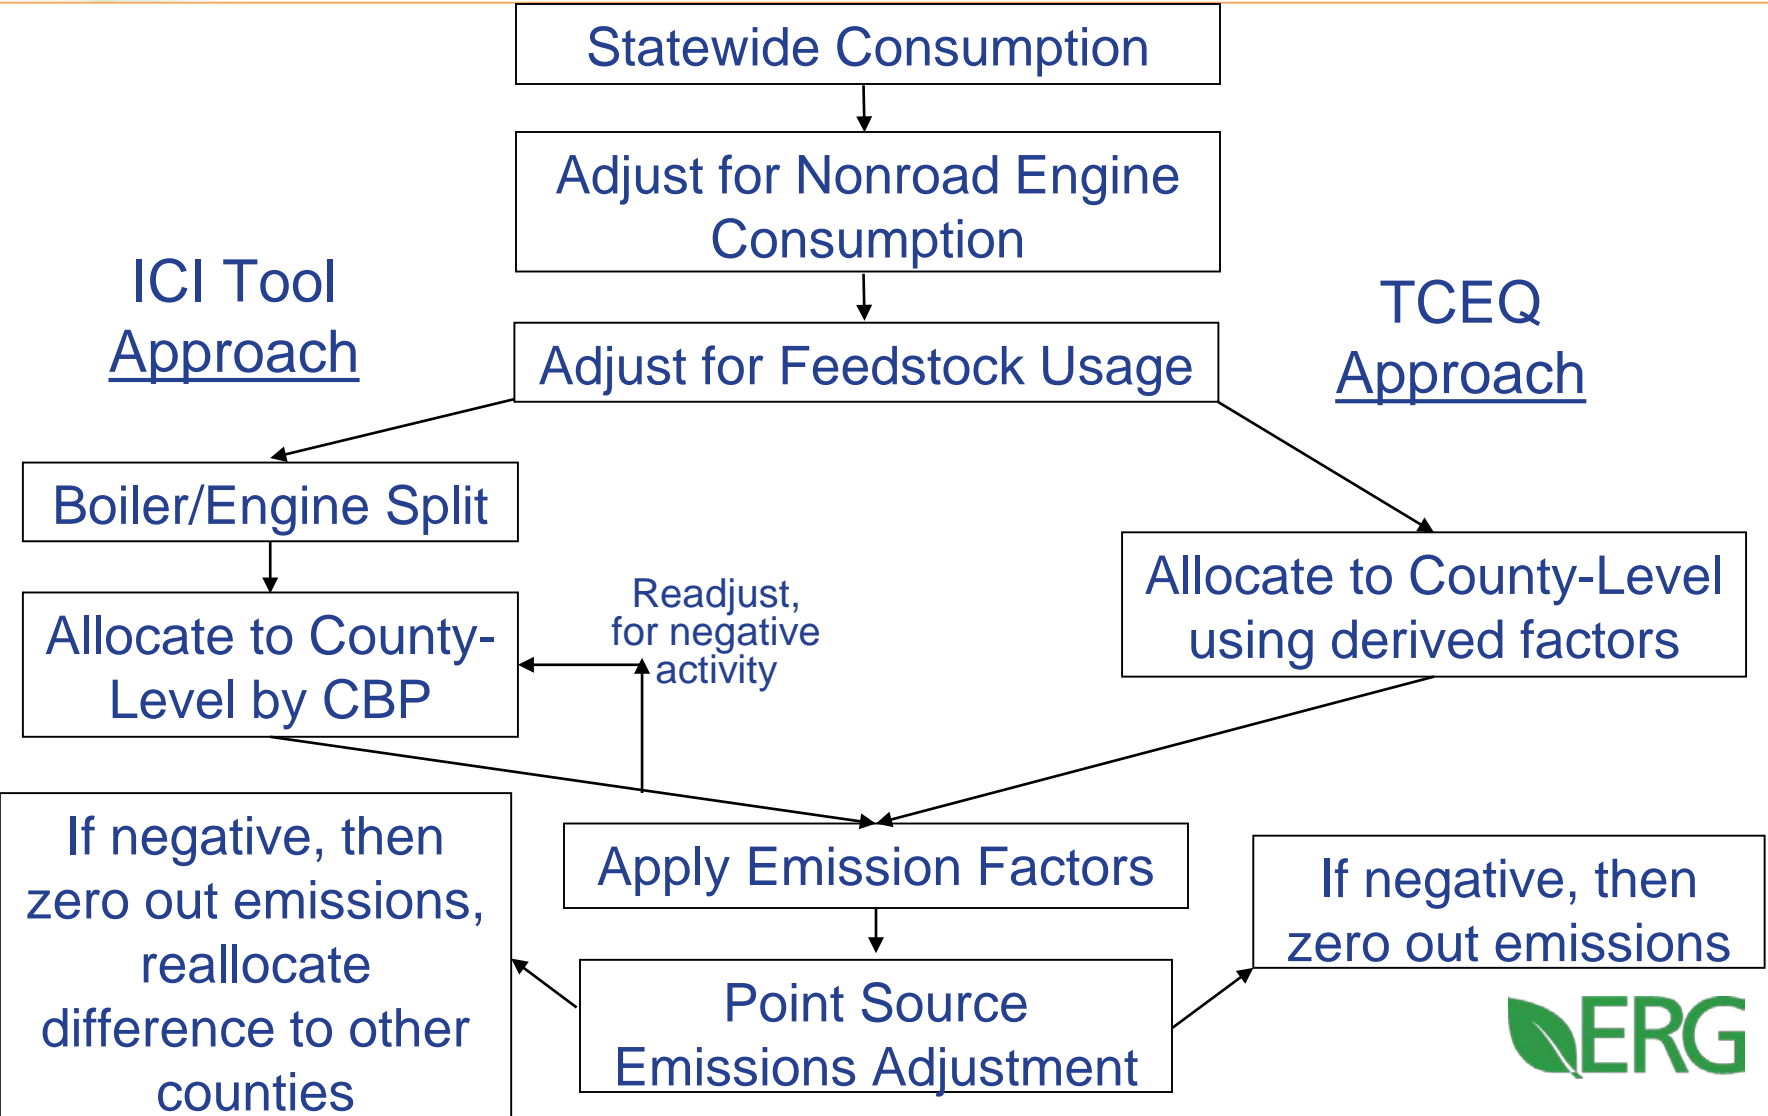 Statewide Consumption
Adjust for Nonroad Engine
Consumption
ICI Tool
Approach
TCEQ
Approach
Adjust for Feedstock Usage
Boiler/Engine Split
Allocate to County-
Level by CBP
Readjust,
for negative
activity
Allocate to County-Level
using derived factors
If negative, then
zero out emissions,
reallocate
difference to other
counties
Apply Emission Factors
If negative, then
zero out emissions
Point Source
Emissions Adjustment
ERG